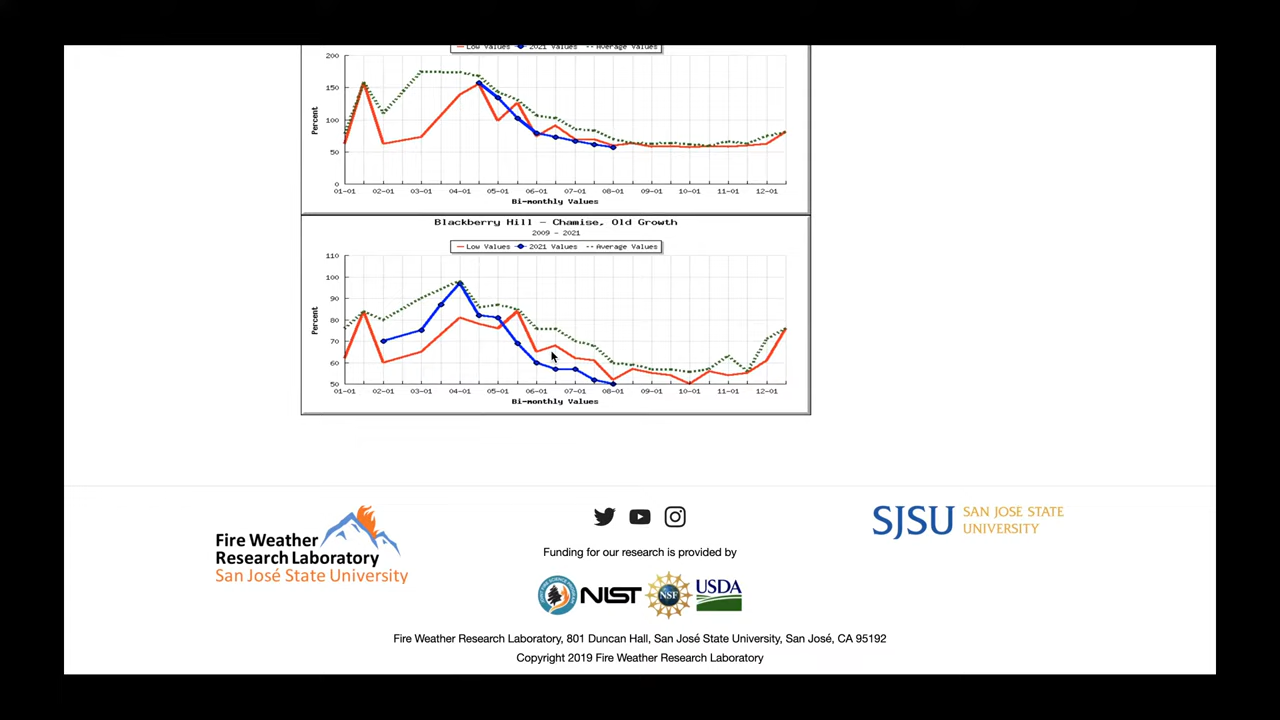 Low Values 2021 Values Average Values
200
150
100
50
0
Percent
01-01 02-01 03-01 04-01 05-01 06-01 07-01 08-01 09-01 10-01 11-01 12-01
Bi-monthly Values
Blackberry Hill - Chamise, Old Growth
2009 - 2021
Low Values 2021 Values Average Values
110
100
90
80
70
60
50
Percent
01-01 02-01 03-01 04-01 05-01 06-01 07-01 08-01 09-01 10-01 11-01 12-01
Bi-monthly Values
Fire Weather
Research Laboratory
San José State University
SJSU SAN JOSE STATE
UNIVERSITY
Funding for our research is provided by
NIST NSF USDA
Fire Weather Research Laboratory, 801 Duncan Hall, San José State University, San José, CA 95192
Copyright 2019 Fire Weather Research Laboratory